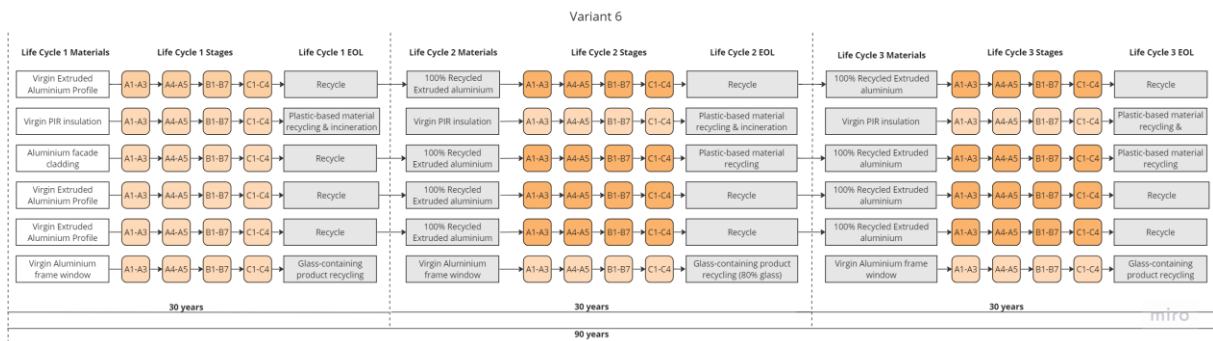 Variant 6
Life Cycle 1 Materials Life Cycle 1 Stages Life Cycle 1 EOL Life Cycle 2 Materials Life Cycle 2 Stages Life Cycle 2 EOL Life Cycle 3 Materials Life Cycle 3 Stages Life Cycle 3 EOL
Virgin Extruded
Aluminium Profile
A1-A3 A4-A5 B1-B7 C1-C4
Recycle
100% Recycled
Extruded aluminium
A1-A3 A4-A5 B1-B7 C1-C4
Recycle
100% Recycled Extruded
aluminium
A1-A3 A4-A5 B1-B7 C1-C4
Recycle
Virgin PIR insulation
A1-A3 A4-A5 B1-B7 C1-C4
Plastic-based material
recycling & incineration
Virgin PIR insulation
A1-A3 A4-A5 B1-B7 C1-C4
Plastic-based material
recycling & incineration
Virgin PIR insulation
A1-A3 A4-A5 B1-B7 C1-C4
Plastic-based material
recycling &
Aluminium facade
cladding
A1-A3 A4-A5 B1-B7 C1-C4
Recycle
100% Recycled
Extruded aluminium
A1-A3 A4-A5 B1-B7 C1-C4
Plastic-based material
recycling
100% Recycled Extruded
aluminium
A1-A3 A4-A5 B1-B7 C1-C4
Plastic-based material
recycling
Virgin Extruded
Aluminium Profile
A1-A3 A4-A5 B1-B7 C1-C4
Recycle
100% Recycled
Extruded aluminium
A1-A3 A4-A5 B1-B7 C1-C4
Recycle
100% Recycled Extruded
aluminium
A1-A3 A4-A5 B1-B7 C1-C4
Recycle
Virgin Extruded
Aluminium Profile
A1-A3 A4-A5 B1-B7 C1-C4
Recycle
100% Recycled
Extruded aluminium
A1-A3 A4-A5 B1-B7 C1-C4
Recycle
100% Recycled Extruded
aluminium
A1-A3 A4-A5 B1-B7 C1-C4
Recycle
Virgin Aluminium
frame window
A1-A3 A4-A5 B1-B7 C1-C4
Glass-containing
product recycling
Virgin Aluminium
frame window
A1-A3 A4-A5 B1-B7 C1-C4
Glass-containing product
recycling (80% glass)
Virgin Aluminium frame
window
A1-A3 A4-A5 B1-B7 C1-C4
Glass-containing
product recycling
30 years 30 years 30 years
miro
90 years